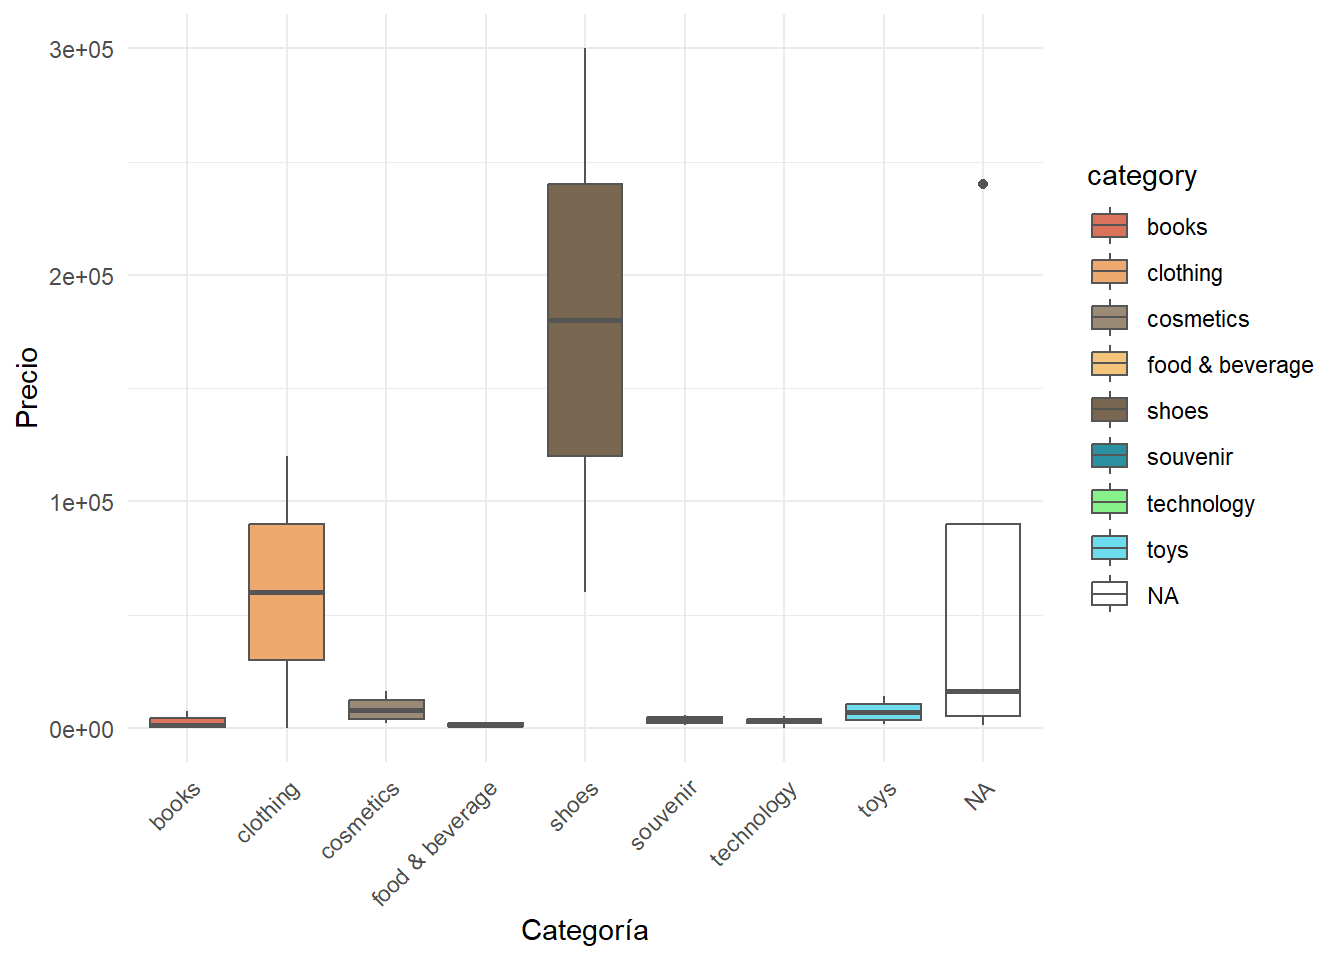 3e+05
2e+05
1e+05
0e+00
Precio
books
clothing
cosmetics
food & beverage
shoes
souvenir
technology
toys
NA
Categoría
category
books
clothing
cosmetics
food & beverage
shoes
souvenir
technology
toys
NA